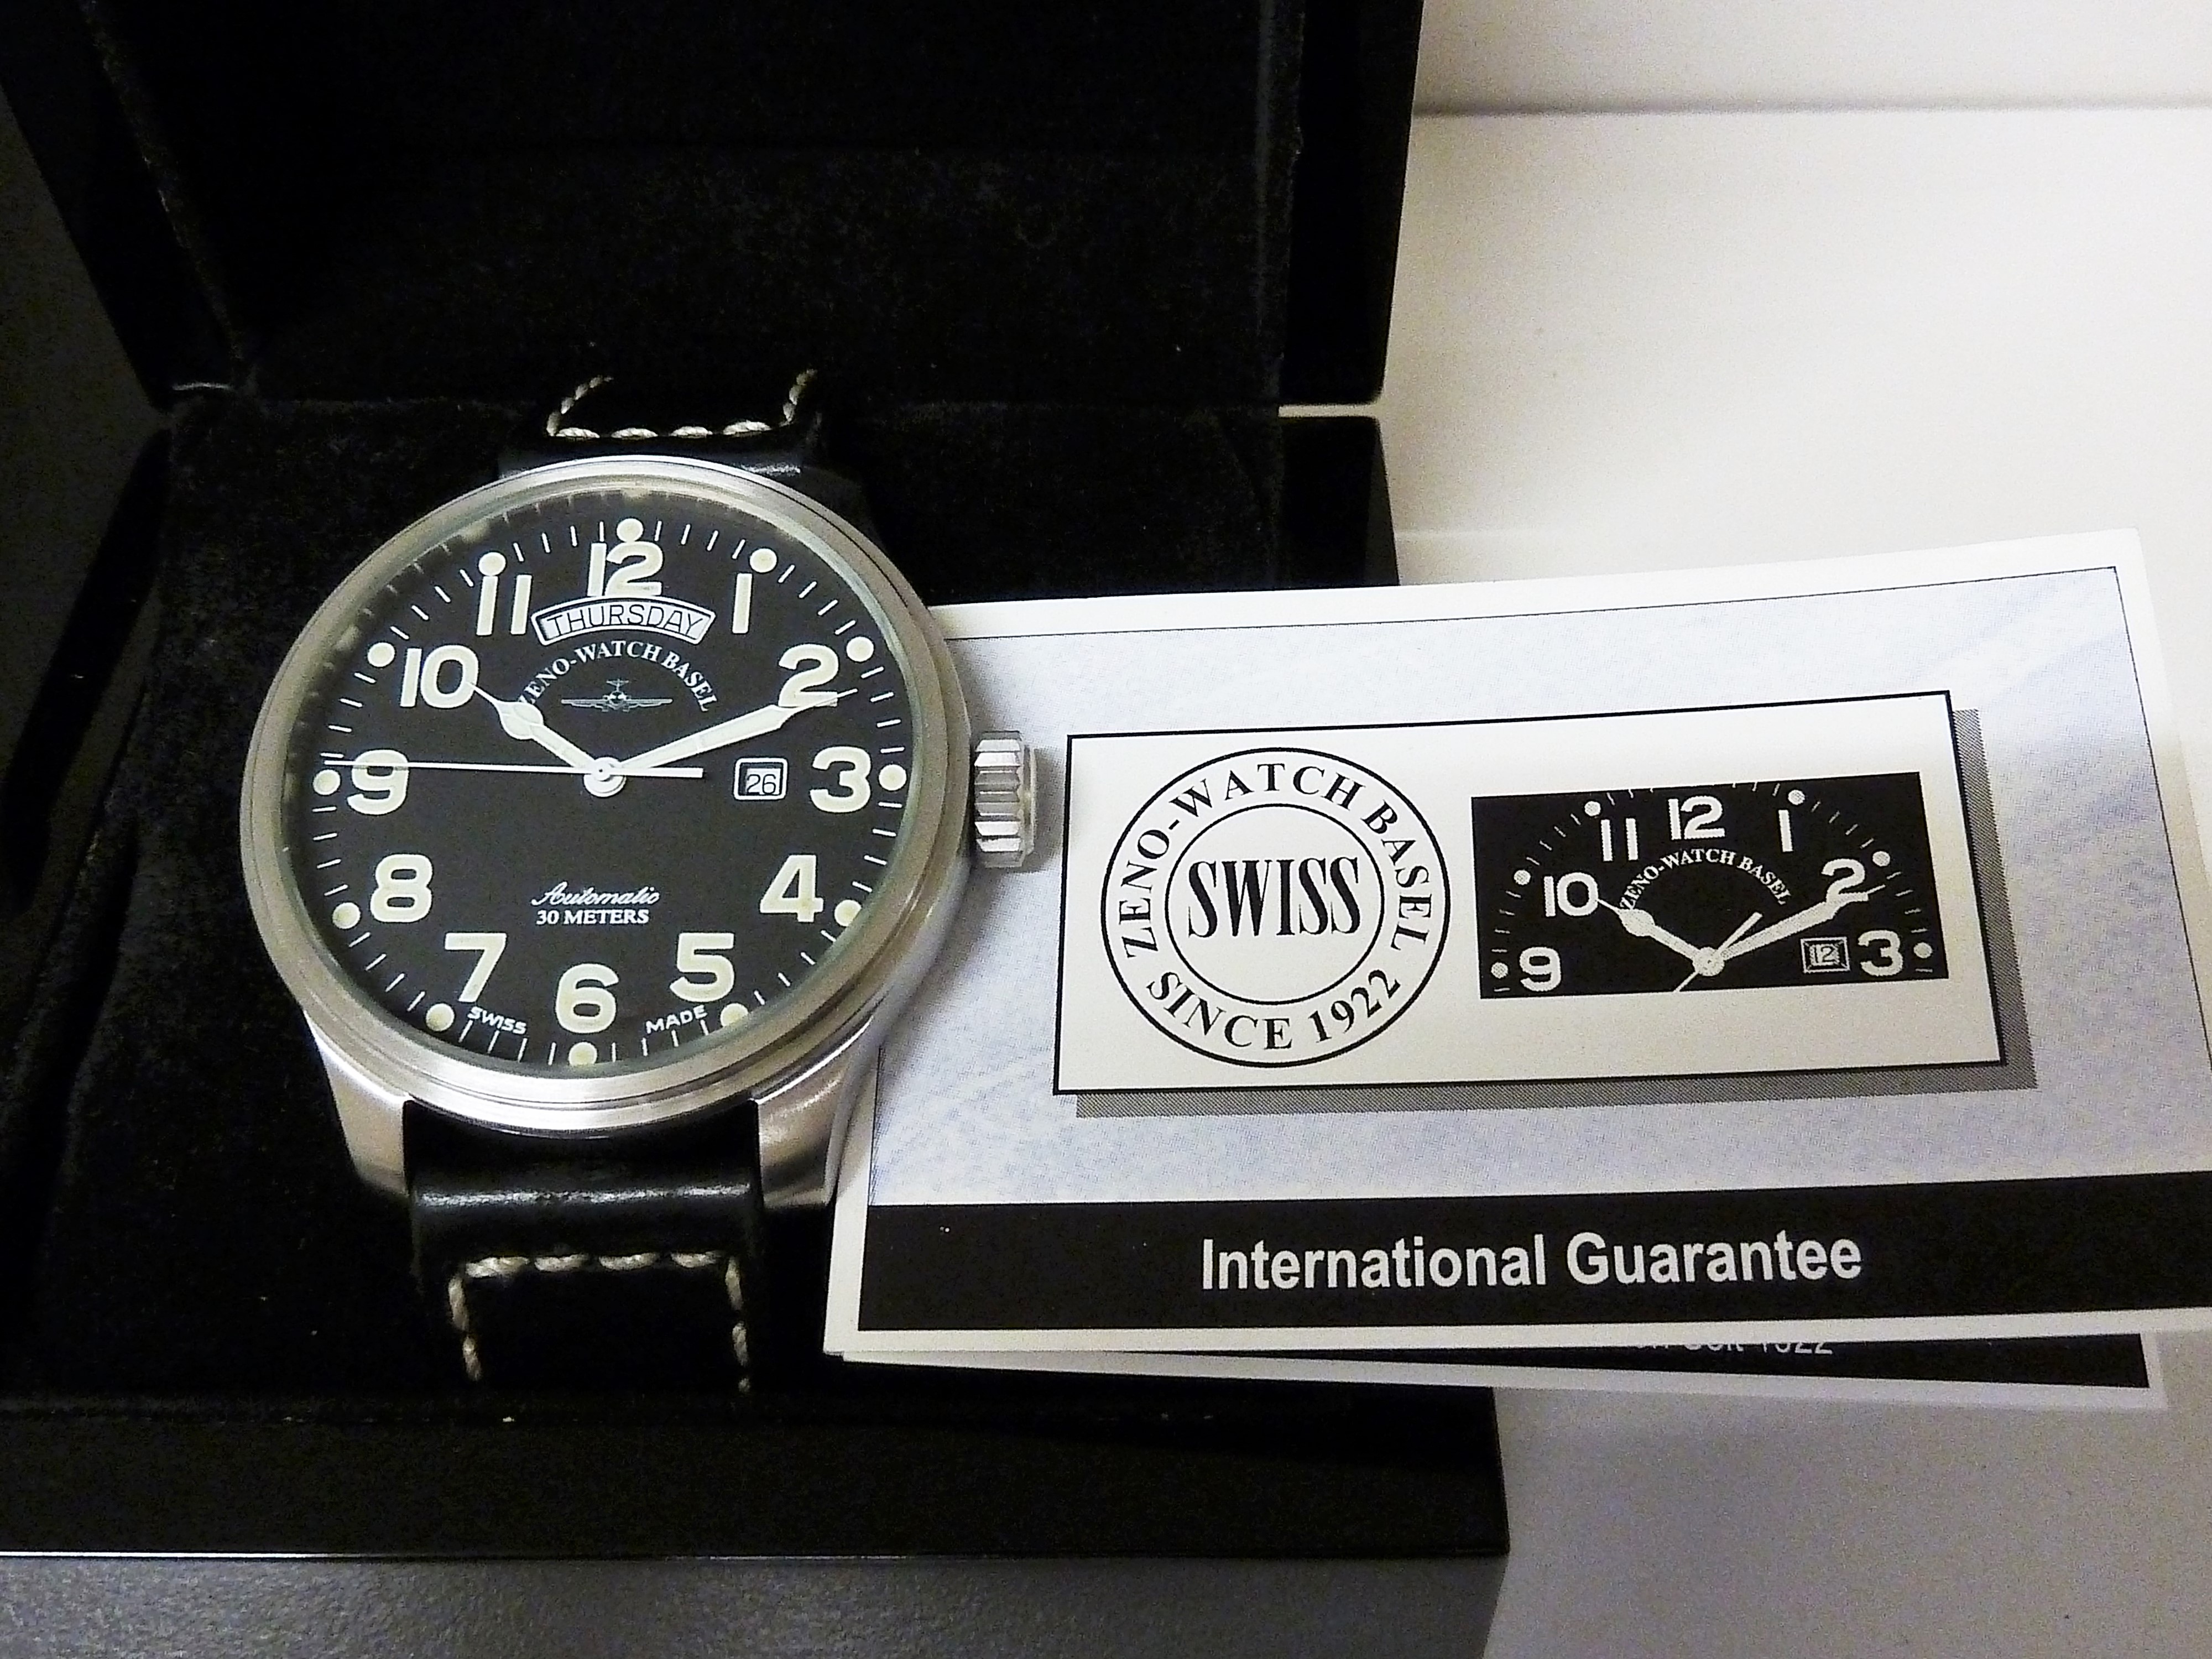 12
11
1
THURSDAY
10
2
ZENO-WATCH BASEL
9
26
3
8
4
Automatic
30 METERS
7
5
6
SWISS MADE
ZENO-WATCH BASEL
SWISS
SINCE 1922
12
11
1
ZENO-WATCH BASEL
10
2
9
12
3
International Guarantee